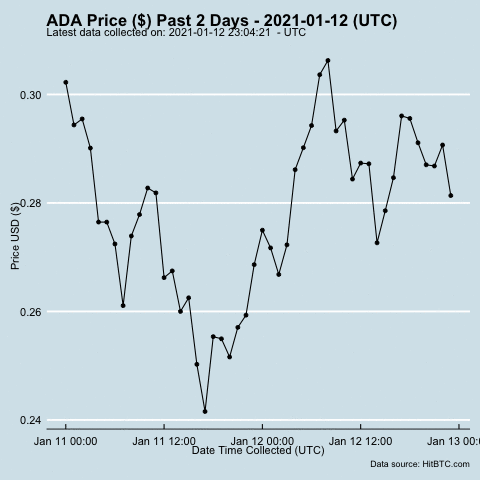 ADA Price ($) Past 2 Days - 2021-01-12 (UTC)
Latest data collected on: 2021-01-12 23:04:21 - UTC
0.30
0.28
0.26
0.24
Price USD ($)
Jan 11 00:00 Jan 11 12:00 Jan 12 00:00 Jan 12 12:00 Jan 13 00:0
Date Time Collected (UTC)
Data source: HitBTC.com